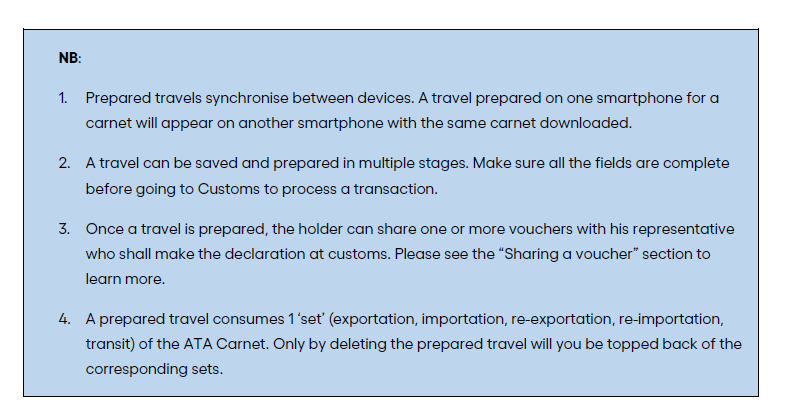 NB:
1. Prepared travels synchronise between devices. A travel prepared on one smartphone for a
carnet will appear on another smartphone with the same carnet downloaded.
2. A travel can be saved and prepared in multiple stages. Make sure all the fields are complete
before going to Customs to process a transaction.
3. Once a travel is prepared, the holder can share one or more vouchers with his representative
who shall make the declaration at customs. Please see the “Sharing a voucher” section to
learn more.
4. A prepared travel consumes 1 ‘set’ (exportation, importation, re-exportation, re-importation,
transit) of the ATA Carnet. Only by deleting the prepared travel will you be topped back of the
corresponding sets.